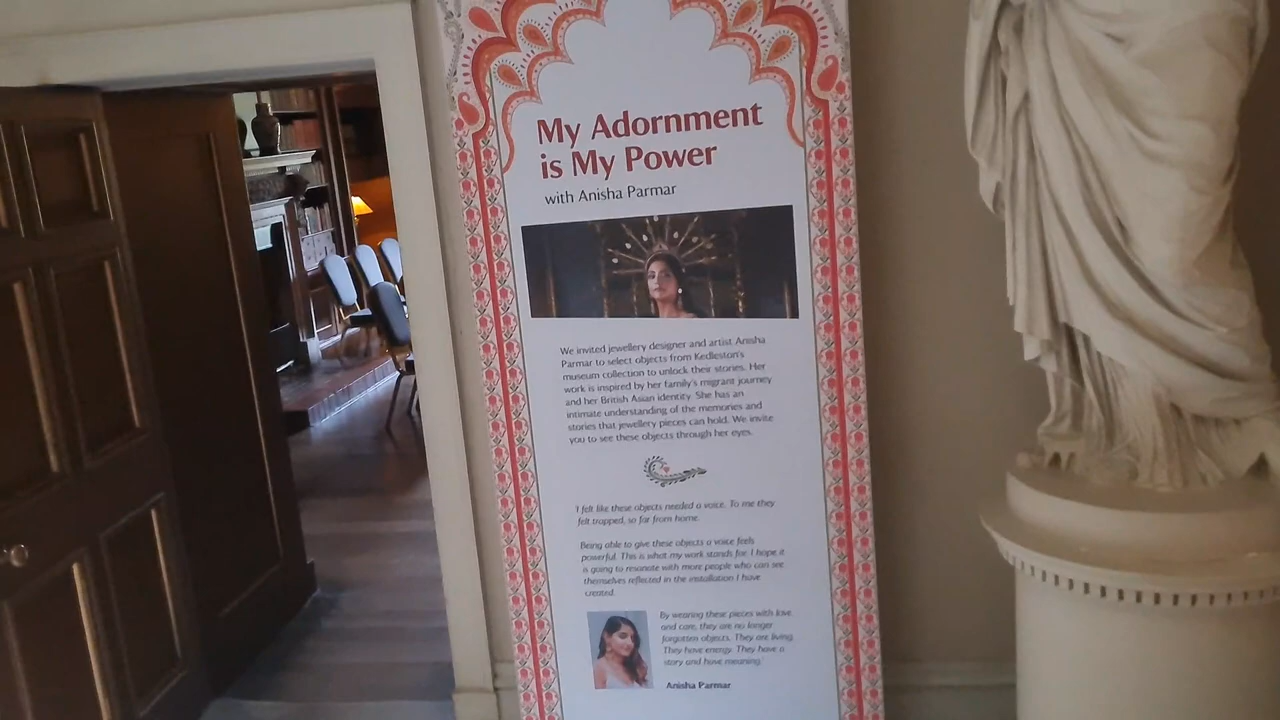 My Adornment
is My Power
with Anisha Parmar
We invited jewellery designer and artist Anisha
Parmar to select objects from Kedleston's
museum collection to unlock their stories. Her
work is inspired by her family's migrant journey
and her British Asian identity. She has an
intimate understanding of the memories and
stories that jewellery pieces can hold. We invite
you to see these objects through her eyes.
'I felt like these objects needed a voice. To me they
felt trapped, so far from home.
Being able to give these objects a voice feels
powerful. This is what my work stands for. I hope it
is going to resonate with more people who can see
themselves reflected in the installation I have
created.
By wearing these pieces with love
and care, they are no longer
forgotten objects. They are living.
They have energy. They have a
story and have meaning.'
Anisha Parmar